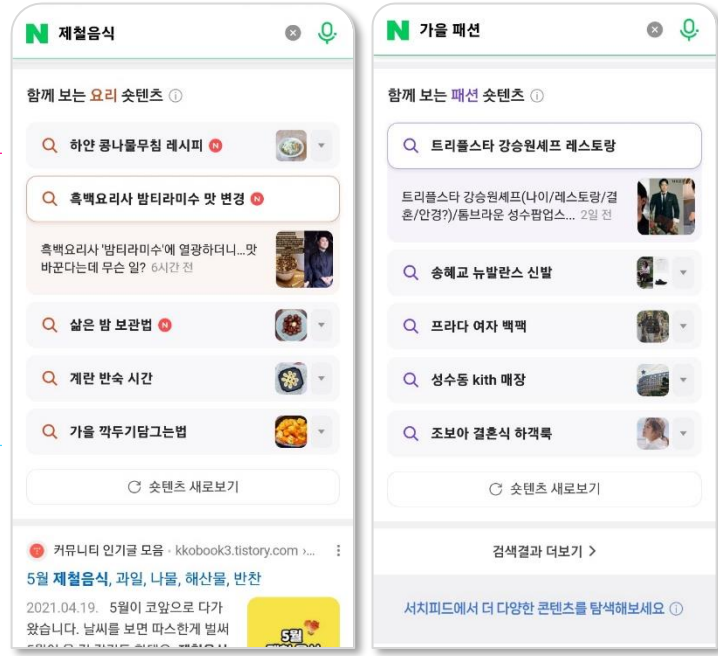 N 제철음식
함께 보는 요리 숏텐츠 ⓘ
하얀 콩나물무침 레시피 N
흑백요리사 밤티라미수 맛 변경 N
흑백요리사 '밤티라미수'에 열광하더니...맛
바꾼다는데 무슨 일? 6시간 전
삶은 밤 보관법 N
계란 반숙 시간
가을 깍두기담그는법
숏텐츠 새로보기
커뮤니티 인기글 모음 · kkobook3.tistory.com ›...
5월 제철음식, 과일, 나물, 해산물, 반찬
2021.04.19. 5월이 코앞으로 다가
왔습니다. 날씨를 보면 따스한게 벌써
5월
N 가을 패션
함께 보는 패션 숏텐츠 ⓘ
트리플스타 강승원셰프 레스토랑
트리플스타 강승원셰프(나이/레스토랑/결
혼/안경?)/톰브라운 성수팝업스... 2일 전
송혜교 뉴발란스 신발
프라다 여자 백팩
성수동 kith 매장
조보아 결혼식 하객룩
숏텐츠 새로보기
검색결과 더보기 >
서치피드에서 더 다양한 콘텐츠를 탐색해보세요 ⓘ